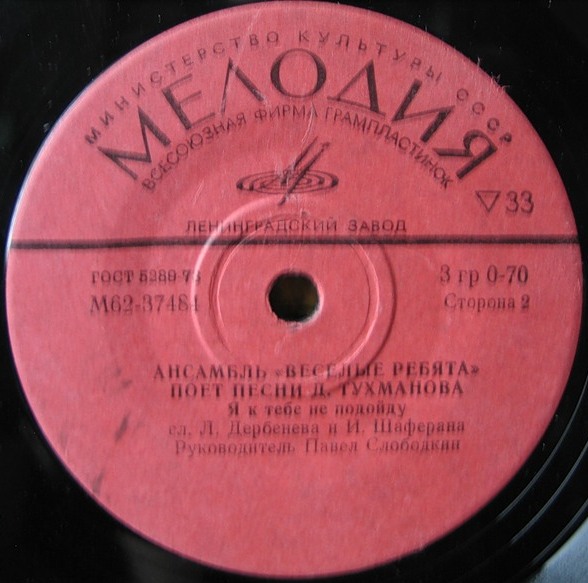 МИНИСТЕРСТВО КУЛЬТУРЫ СССР
МЕЛОДИЯ
ВСЕСОЮЗНАЯ ФИРМА ГРАМПЛАСТИНОК
▽33
ЛЕНИНГРАДСКИЙ ЗАВОД
ГОСТ 5289-73
3 гр 0-70
М62-37484
Сторона 2
АНСАМБЛЬ «ВЕСЕЛЫЕ РЕБЯТА»
ПОЕТ ПЕСНИ Д. ТУХМАНОВА
Я к тебе не подойду
сл. Л. Дербенева и И. Шаферана
Руководитель Павел Слободкин